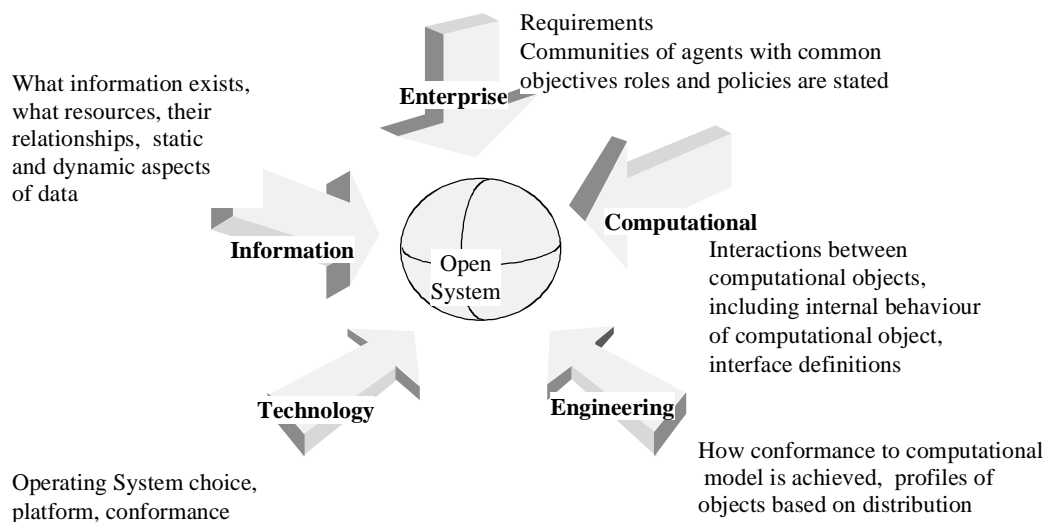 Requirements
Communities of agents with common
objectives roles and policies are stated
Enterprise
What information exists,
what resources, their
relationships, static
and dynamic aspects
of data
Information
Computational
Interactions between
computational objects,
including internal behaviour
of computational object,
interface definitions
Open
System
Technology
Operating System choice,
platform, conformance
Engineering
How conformance to computational
model is achieved, profiles of
objects based on distribution